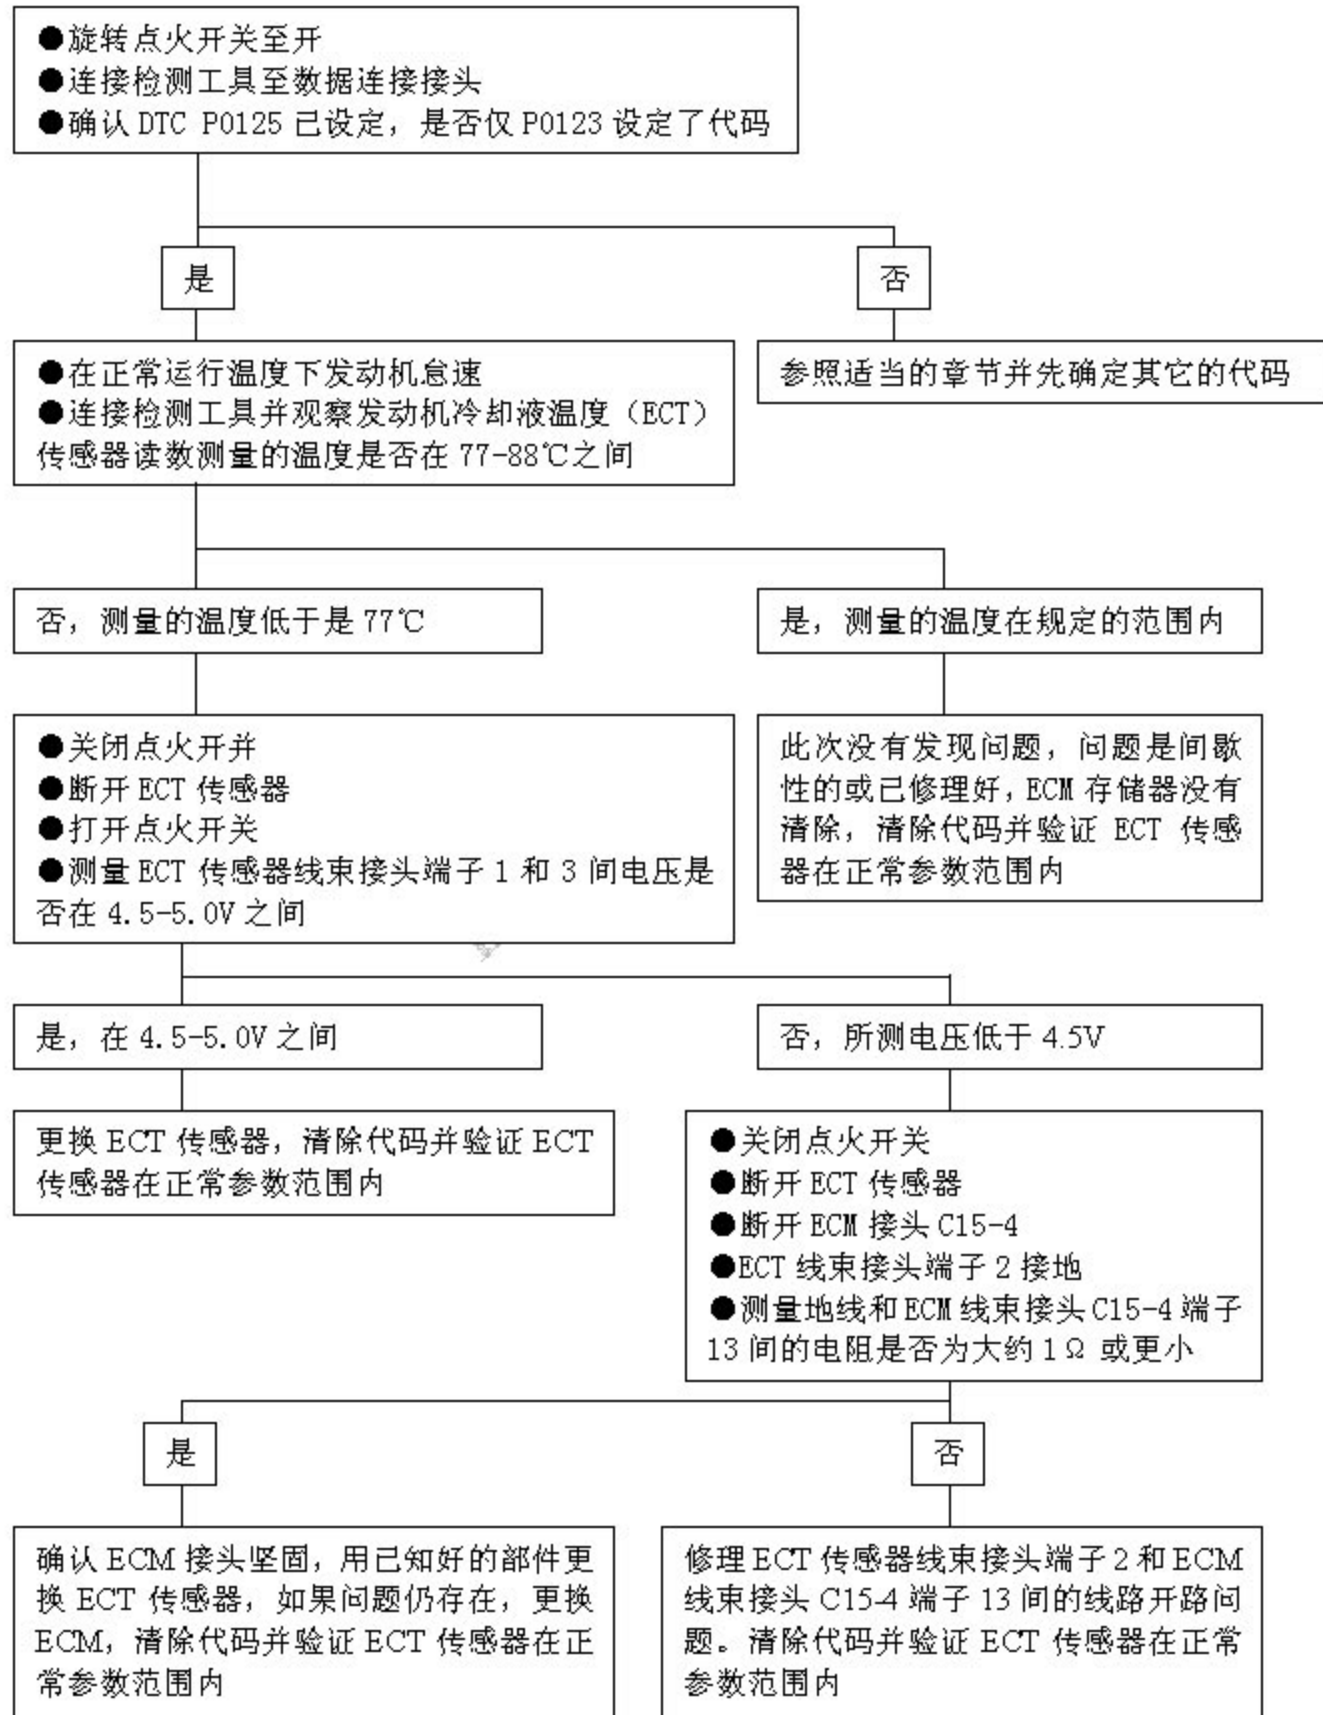 ●旋转点火开关至开
●连接检测工具至数据连接接头
●确认 DTC P0125 已设定，是否仅 P0123 设定了代码
是
否
●在正常运行温度下发动机怠速
●连接检测工具并观察发动机冷却液温度（ECT）
传感器读数测量的温度是否在 77-88℃之间
参照适当的章节并先确定其它的代码
否，测量的温度低于是 77℃
是，测量的温度在规定的范围内
●关闭点火开并
●断开 ECT 传感器
●打开点火开关
●测量 ECT 传感器线束接头端子 1 和 3 间电压是
否在 4.5-5.0V 之间
此次没有发现问题，问题是间歇
性的或已修理好，ECM 存储器没有
清除，清除代码并验证 ECT 传感
器在正常参数范围内
是，在 4.5-5.0V 之间
否，所测电压低于 4.5V
更换 ECT 传感器，清除代码并验证 ECT
传感器在正常参数范围内
●关闭点火开关
●断开 ECT 传感器
●断开 ECM 接头 C15-4
●ECT 线束接头端子 2 接地
●测量地线和 ECM 线束接头 C15-4 端子
13 间的电阻是否为大约 1Ω 或更小
是
否
确认 ECM 接头坚固，用已知好的部件更
换 ECT 传感器，如果问题仍存在，更换
ECM，清除代码并验证 ECT 传感器在正
常参数范围内
修理 ECT 传感器线束接头端子 2 和 ECM
线束接头 C15-4 端子 13 间的线路开路问
题。清除代码并验证 ECT 传感器在正常
参数范围内